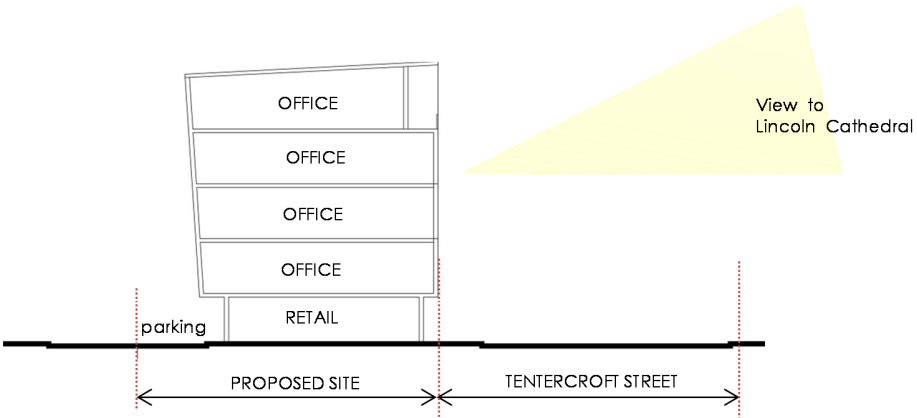 OFFICE
View to
Lincoln Cathedral
OFFICE
OFFICE
OFFICE
RETAIL
parking
PROPOSED SITE
TENTERCROFT STREET